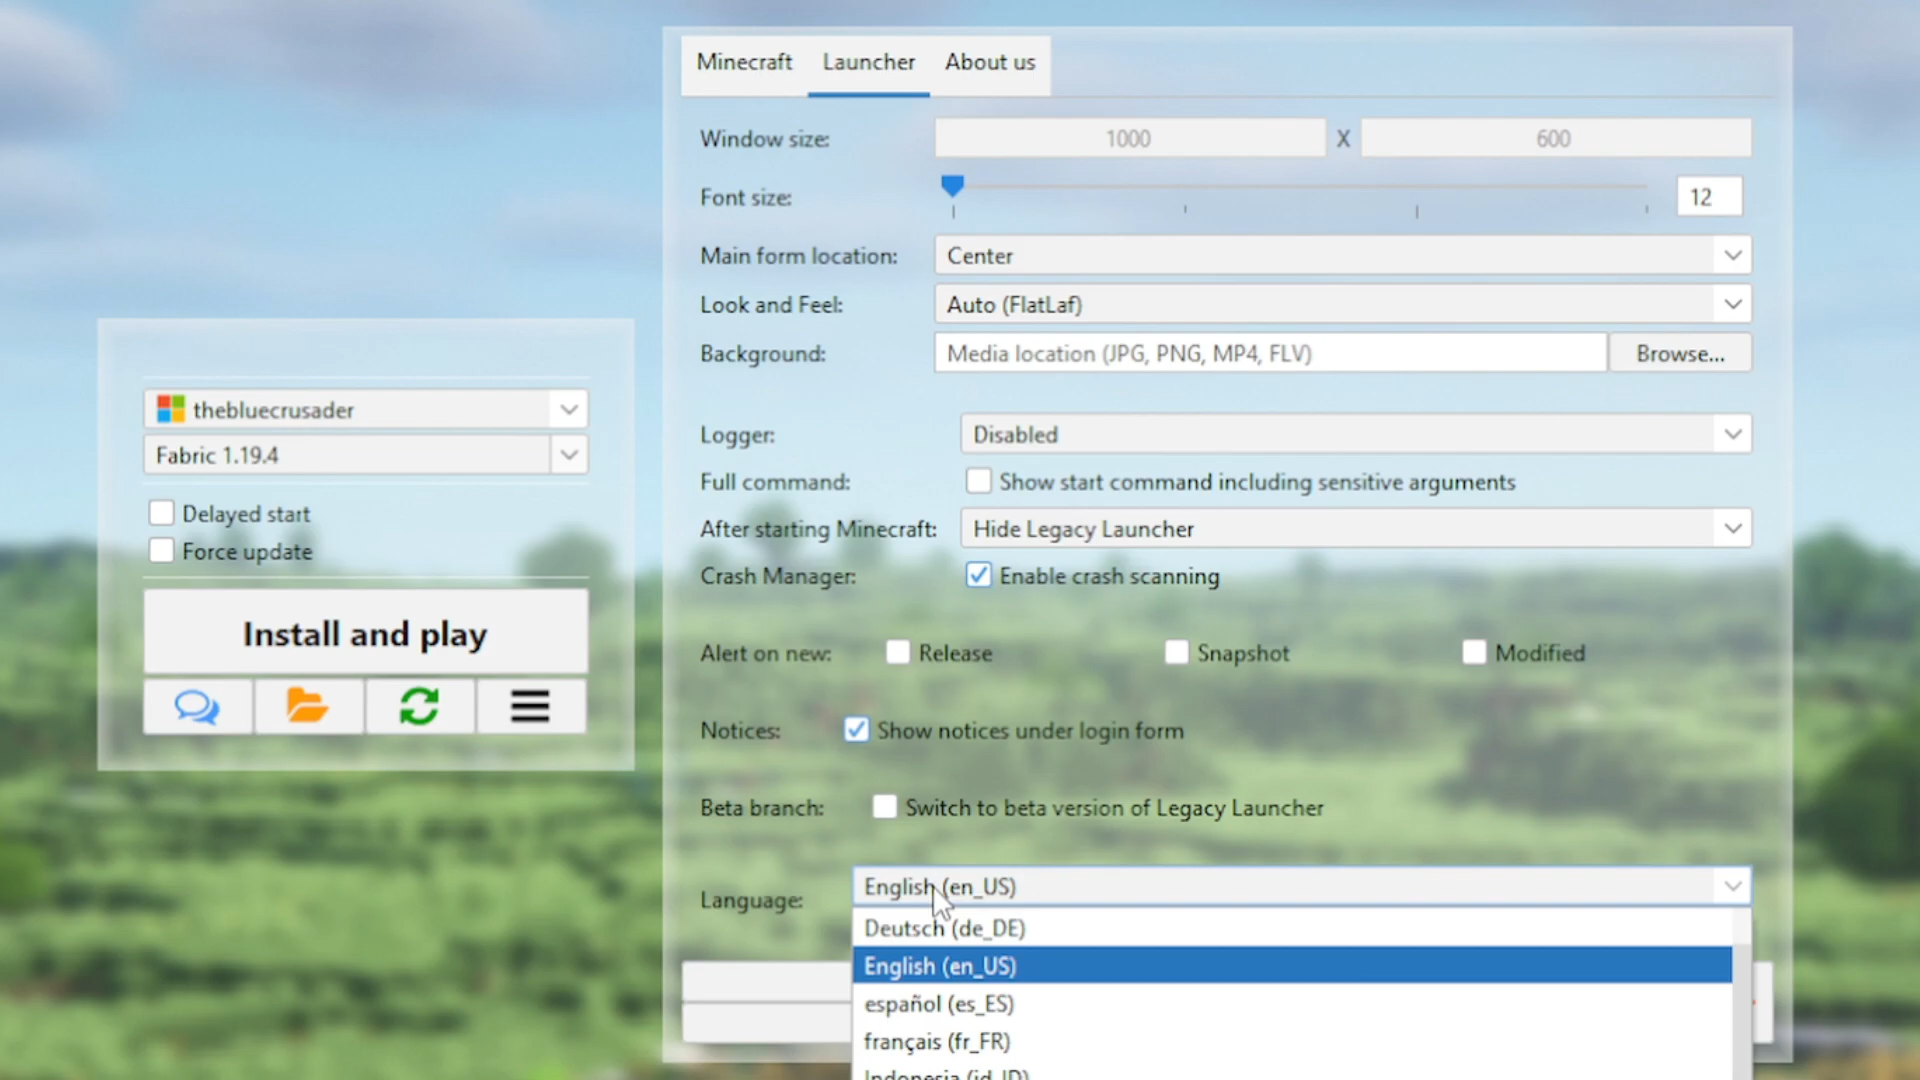 Minecraft Launcher About us
Window size: 1000 X 600
Font size: 12
Main form location: Center
Look and Feel: Auto (FlatLaf)
Background: Media location (JPG, PNG, MP4, FLV) Browse...
thebluecrusader
Fabric 1.19.4
Delayed start
Force update
Install and play
Logger: Disabled
Full command: Show start command including sensitive arguments
After starting Minecraft: Hide Legacy Launcher
Crash Manager: Enable crash scanning
Alert on new: Release Snapshot Modified
Notices: Show notices under login form
Beta branch: Switch to beta version of Legacy Launcher
Language: English (en_US)
Deutsch (de_DE)
English (en_US)
español (es_ES)
français (fr_FR)
Indonesia (id_ID)